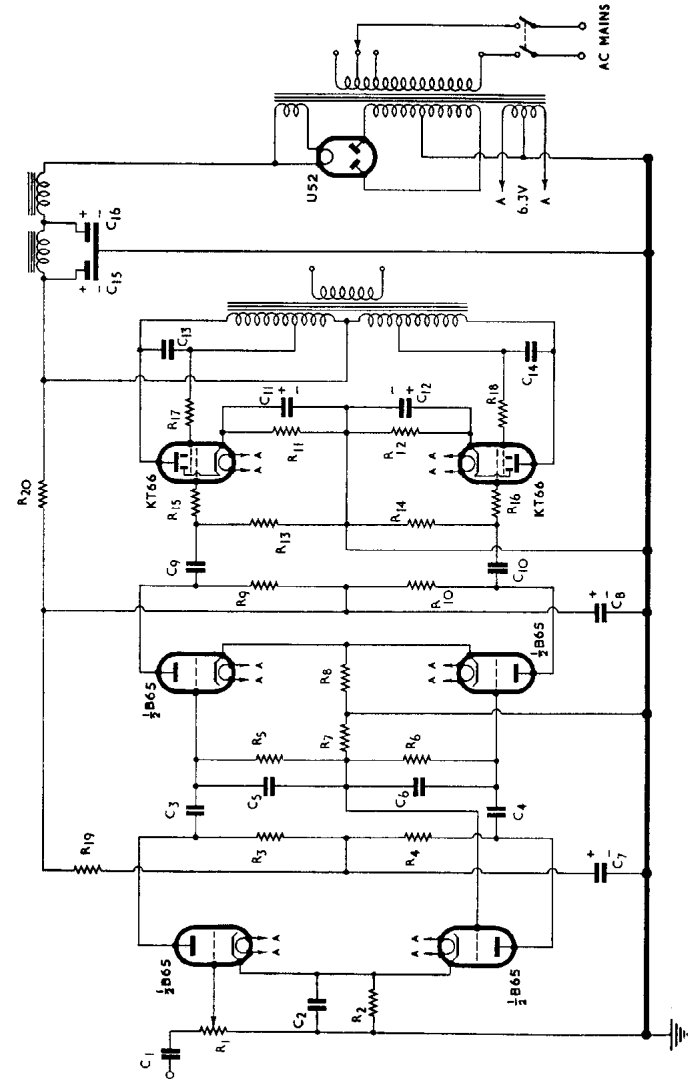 AC MAINS
U52
6.3V
A
A
C16
+
-
C15
+
-
C13
C14
R17
R18
C11
+
-
C12
-
+
R11
R12
KT66
A
A
KT66
A
A
R15
R16
R13
R14
R20
C9
C10
R9
R10
C8
+
-
½B65
A
A
½B65
A
A
R8
R7
R5
R6
C5
C6
C3
C4
R3
R4
R19
C7
+
-
½B65
A
A
½B65
A
A
C2
R2
R1
C1